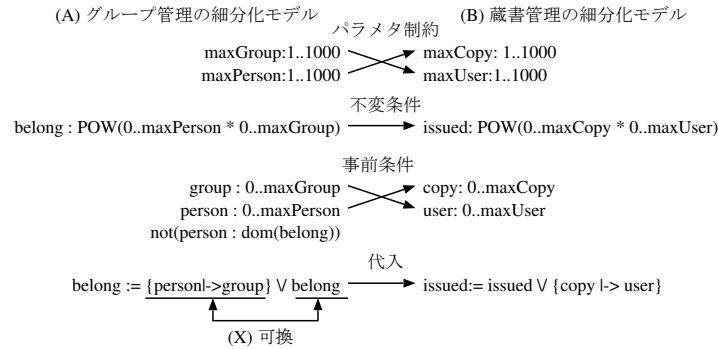 (A) グループ管理の細分化モデル (B) 蔵書管理の細分化モデル
パラメタ制約
maxGroup:1..1000 maxCopy: 1..1000
maxPerson:1..1000 maxUser:1..1000
不変条件
belong : POW(0..maxPerson * 0..maxGroup) issued: POW(0..maxCopy * 0..maxUser)
事前条件
group : 0..maxGroup copy: 0..maxCopy
person : 0..maxPerson user: 0..maxUser
not(person : dom(belong))
代入
belong := {person|->group} \/ belong issued:= issued \/ {copy |-> user}
(X) 可換